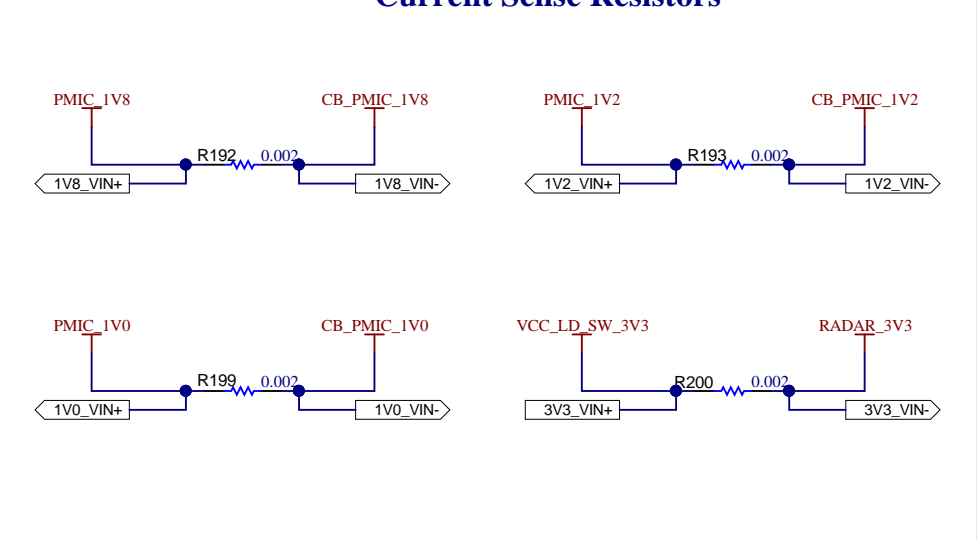 Current Sense Resistors
PMIC_1V8
CB_PMIC_1V8
R192
0.002
1V8_VIN+
1V8_VIN-
PMIC_1V2
CB_PMIC_1V2
R193
0.002
1V2_VIN+
1V2_VIN-
PMIC_1V0
CB_PMIC_1V0
R199
0.002
1V0_VIN+
1V0_VIN-
VCC_LD_SW_3V3
RADAR_3V3
R200
0.002
3V3_VIN+
3V3_VIN-